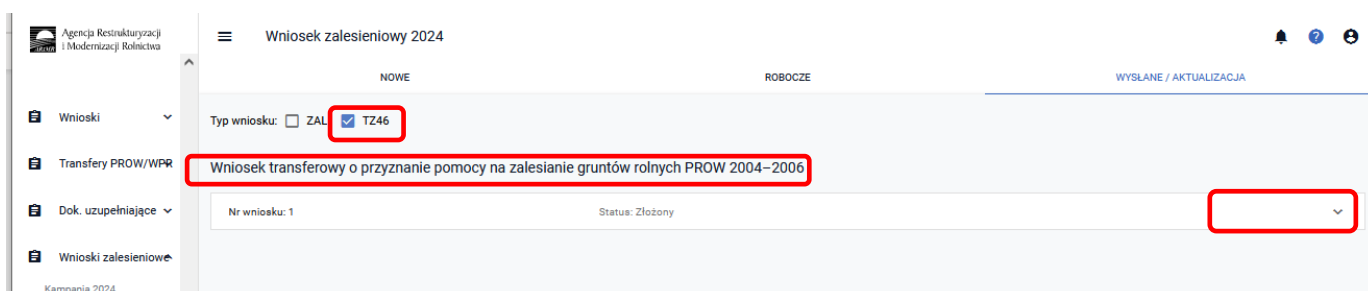 Agencja Restrukturyzacji
i Modernizacji Rolnictwa
Wniosek zalesieniowy 2024
NOWE
ROBOCZE
WYSŁANE / AKTUALIZACJA
Wnioski
Typ wniosku: ZAL TZ46
Transfery PROW/WPR
Wniosek transferowy o przyznanie pomocy na zalesianie gruntów rolnych PROW 2004–2006
Dok. uzupełniające
Nr wniosku: 1
Status: Złożony
Wnioski zalesieniowe
Kampania 2024